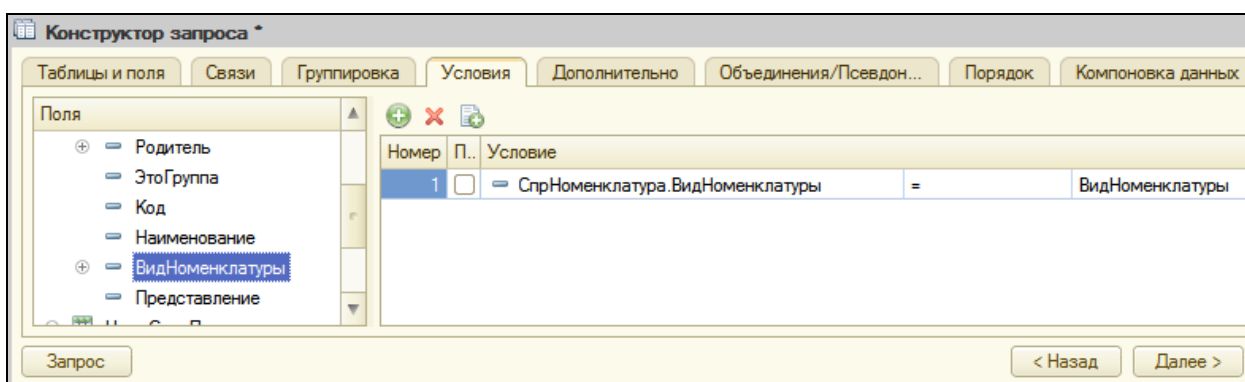 Конструктор запроса *
Таблицы и поля Связи Группировка Условия Дополнительно Объединения/Псевдон... Порядок Компоновка данных
Поля
Родитель
ЭтоГруппа
Код
Наименование
ВидНоменклатуры
Представление
Номер П.. Условие
1 СпрНоменклатура.ВидНоменклатуры = ВидНоменклатуры
Запрос < Назад Далее >